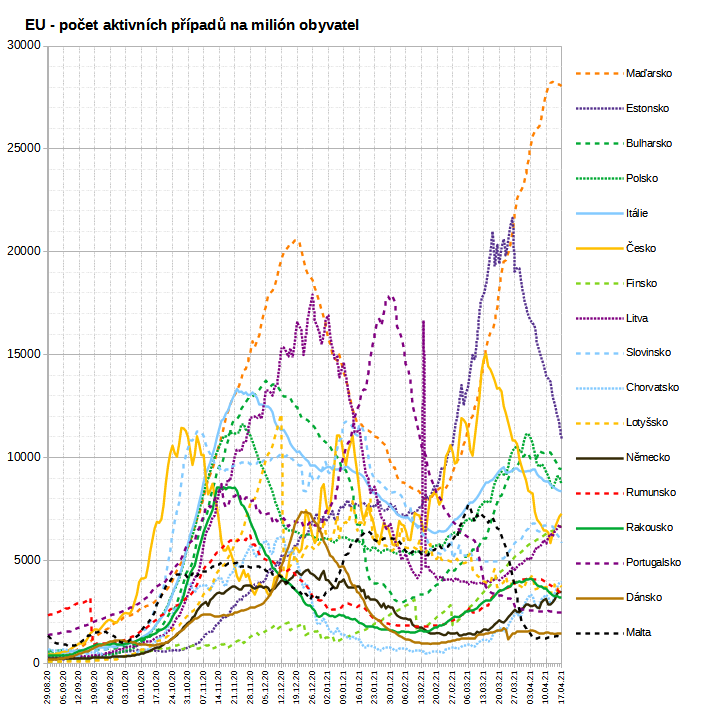 EU - počet aktivních případů na milión obyvatel
30000
25000
20000
15000
10000
5000
0
29.08.20
05.09.20
12.09.20
19.09.20
26.09.20
03.10.20
10.10.20
17.10.20
24.10.20
31.10.20
07.11.20
14.11.20
21.11.20
28.11.20
05.12.20
12.12.20
19.12.20
26.12.20
02.01.21
09.01.21
16.01.21
23.01.21
30.01.21
06.02.21
13.02.21
20.02.21
27.02.21
06.03.21
13.03.21
20.03.21
27.03.21
03.04.21
10.04.21
17.04.21
Maďarsko
Estonsko
Bulharsko
Polsko
Itálie
Česko
Finsko
Litva
Slovinsko
Chorvatsko
Lotyšsko
Německo
Rumunsko
Rakousko
Portugalsko
Dánsko
Malta